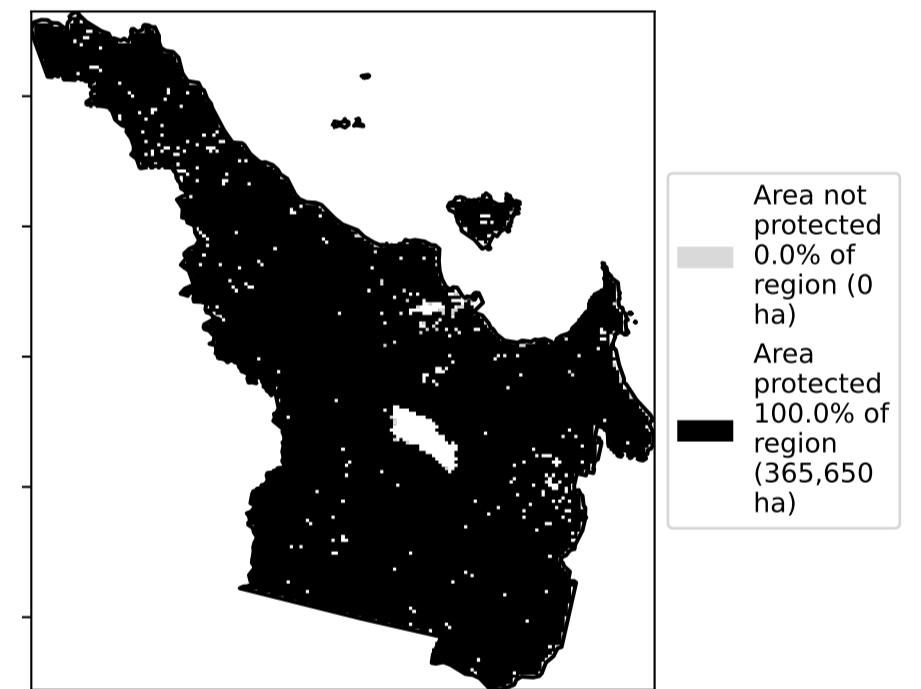 Area not
protected
0.0% of
region (0
ha)
Area
protected
100.0% of
region
(365,650
ha)